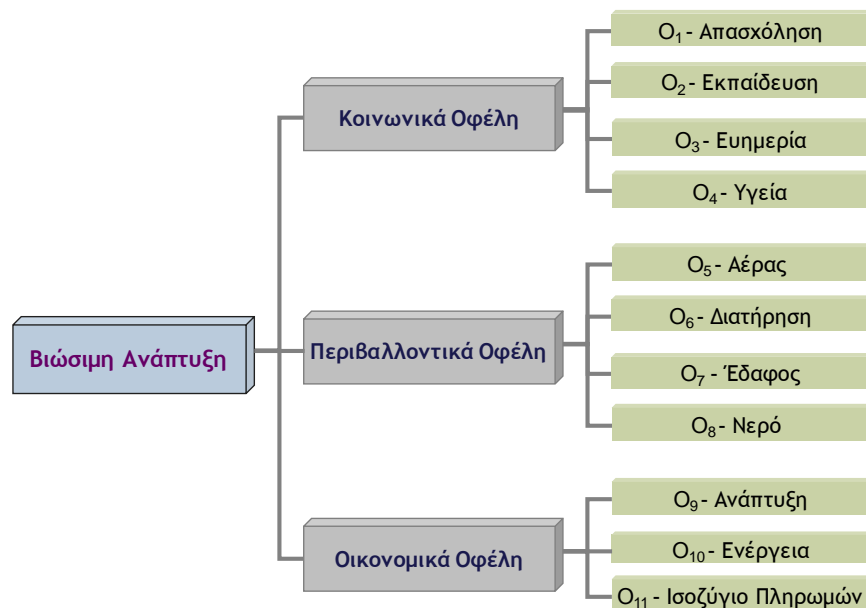 Βιώσιμη Ανάπτυξη
Κοινωνικά Οφέλη
Ο₁ - Απασχόληση
Ο₂ - Εκπαίδευση
Ο₃ - Ευημερία
Ο₄ - Υγεία
Περιβαλλοντικά Οφέλη
Ο₅ - Αέρας
Ο₆ - Διατήρηση
Ο₇ - Έδαφος
Ο₈ - Νερό
Οικονομικά Οφέλη
Ο₉ - Ανάπτυξη
Ο₁₀ - Ενέργεια
Ο₁₁ - Ισοζύγιο Πληρωμών